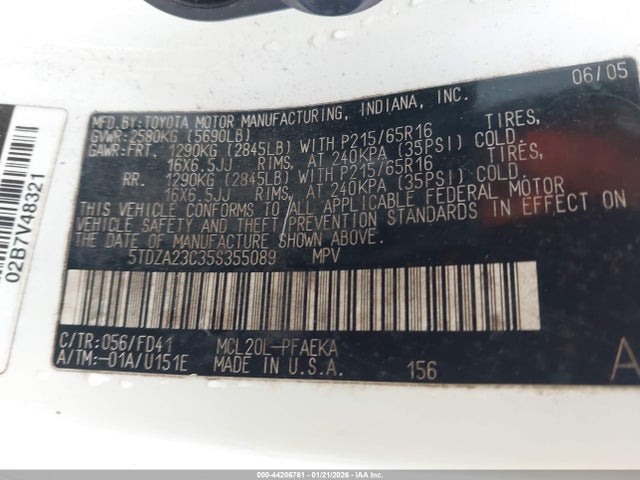 06/05
MFD.BY:TOYOTA MOTOR MANUFACTURING, INDIANA, INC.
GVWR:2580KG (5690LB)
GAWR:FRT. 1290KG (2845LB) WITH P215/65R16 TIRES,
16X6.5JJ RIMS, AT 240KPA (35PSI) COLD.
RR. 1290KG (2845LB) WITH P215/65R16 TIRES,
16X6.5JJ RIMS, AT 240KPA (35PSI) COLD.
THIS VEHICLE CONFORMS TO ALL APPLICABLE FEDERAL MOTOR
VEHICLE SAFETY AND THEFT PREVENTION STANDARDS IN EFFECT ON
THE DATE OF MANUFACTURE SHOWN ABOVE.
5TDZA23C35S355089 MPV
C/TR:056/FD41 MCL20L-PFAEKA
A/TM:-01A/U151E MADE IN U.S.A. 156 A
02B7V48321
000-44206761 - 01/21/2026 - IAAI.COM